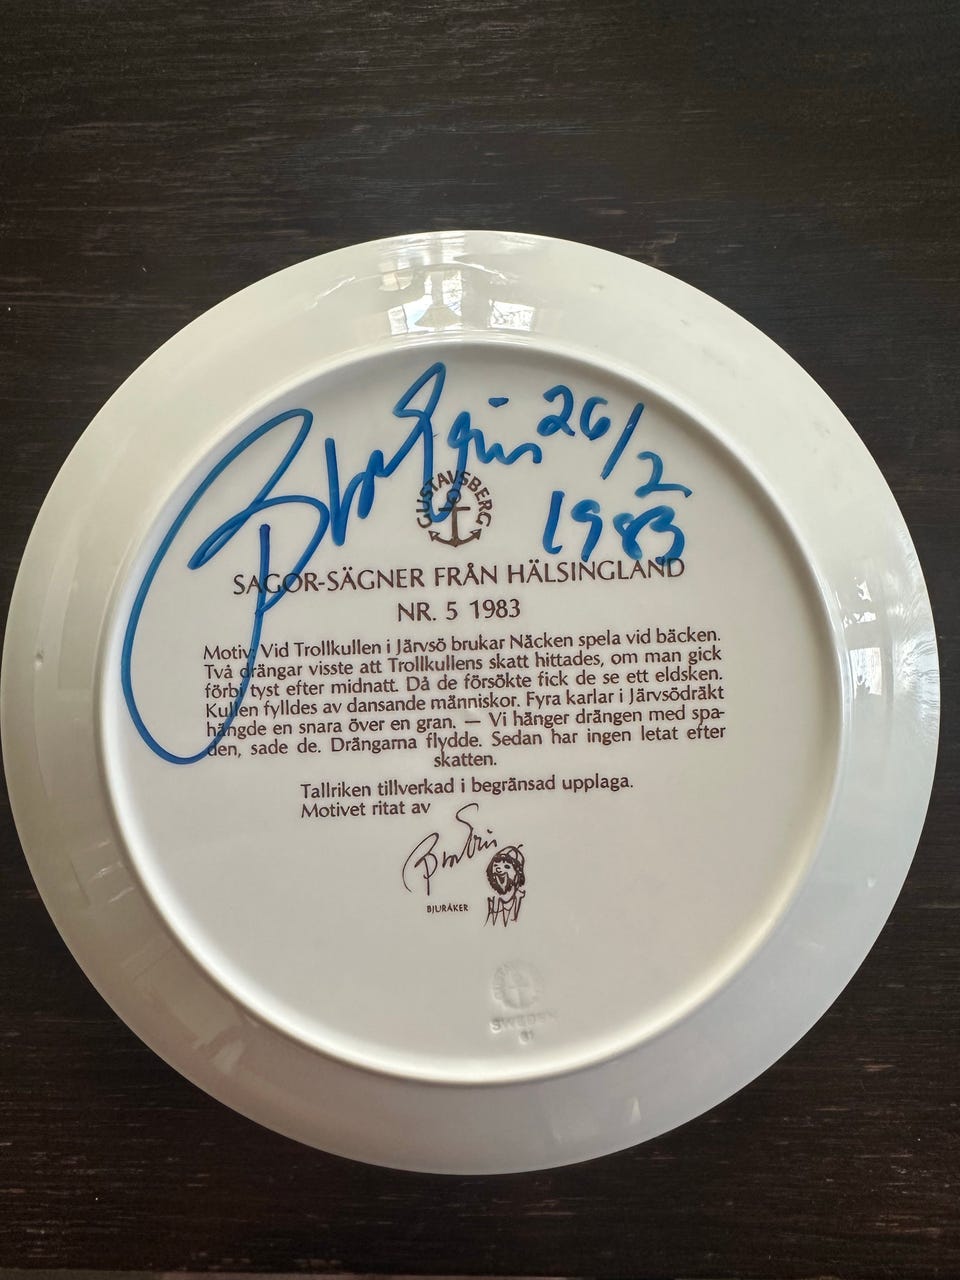 26/2
1983
GUSTAVSBERG
SAGOR-SÄGNER FRÅN HÄLSINGLAND
NR. 5 1983
Motiv: Vid Trollkullen i Järvsö brukar Näcken spela vid bäcken.
Två drängar visste att Trollkullens skatt hittades, om man gick
förbi tyst efter midnatt. Då de försökte fick de se ett eldsken.
Kullen fylldes av dansande människor. Fyra karlar i Järvsödräkt
hängde en snara över en gran. — Vi hänger drängen med spa-
den, sade de. Drängarna flydde. Sedan har ingen letat efter
skatten.
Tallriken tillverkad i begränsad upplaga.
Motivet ritat av
BJURÅKER
SWEDEN